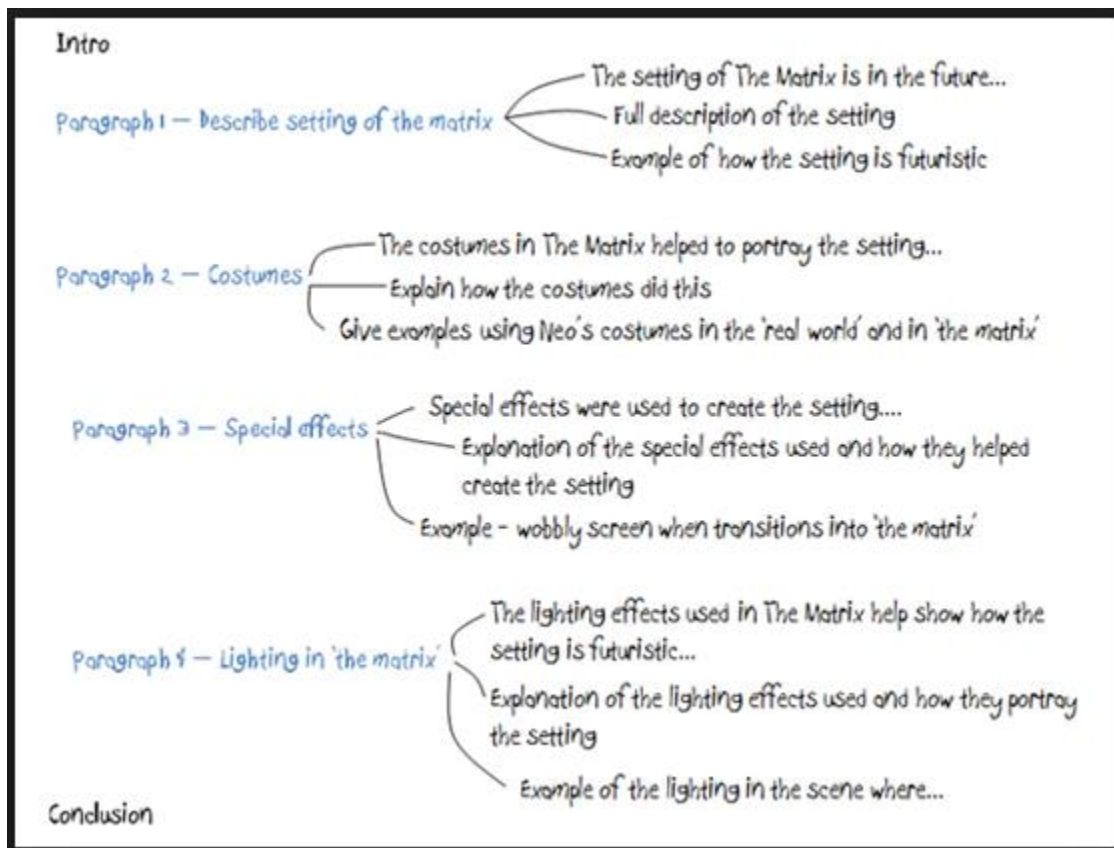 Intro
Paragraph 1 – Describe setting of the matrix
The setting of The Matrix is in the future...
Full description of the setting
Example of how the setting is futuristic
Paragraph 2 – Costumes
The costumes in The Matrix helped to portray the setting...
Explain how the costumes did this
Give examples using Neo's costumes in the 'real world' and in 'the matrix'
Paragraph 3 – Special effects
Special effects were used to create the setting....
Explanation of the special effects used and how they helped
create the setting
Example - wobbly screen when transitions into 'the matrix'
Paragraph 4 – Lighting in 'the matrix'
The lighting effects used in The Matrix help show how the
setting is futuristic...
Explanation of the lighting effects used and how they portray
the setting
Example of the lighting in the scene where...
Conclusion